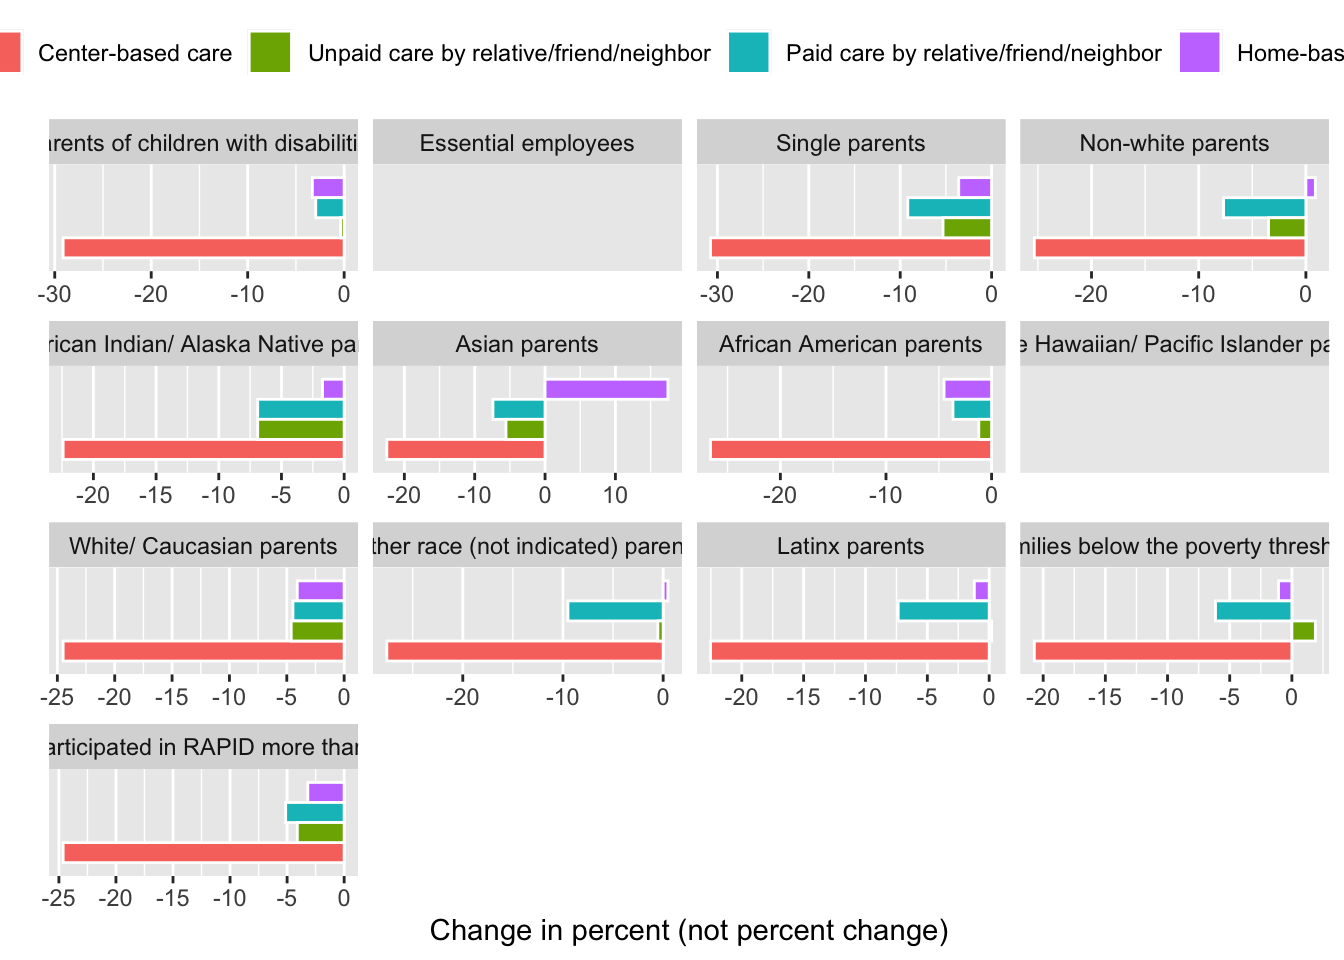 Center-based care Unpaid care by relative/friend/neighbor Paid care by relative/friend/neighbor Home-bas
arents of children with disabiliti Essential employees Single parents Non-white parents
-30 -20 -10 0 -30 -20 -10 0 -20 -10 0
rican Indian/ Alaska Native par Asian parents African American parents e Hawaiian/ Pacific Islander pa
-20 -15 -10 -5 0 -20 -10 0 10 -20 -10 0
White/ Caucasian parents ther race (not indicated) paren Latinx parents milies below the poverty thresh
-25 -20 -15 -10 -5 0 -20 -10 0 -20 -15 -10 -5 0 -20 -15 -10 -5 0
articipated in RAPID more than
-25 -20 -15 -10 -5 0
Change in percent (not percent change)